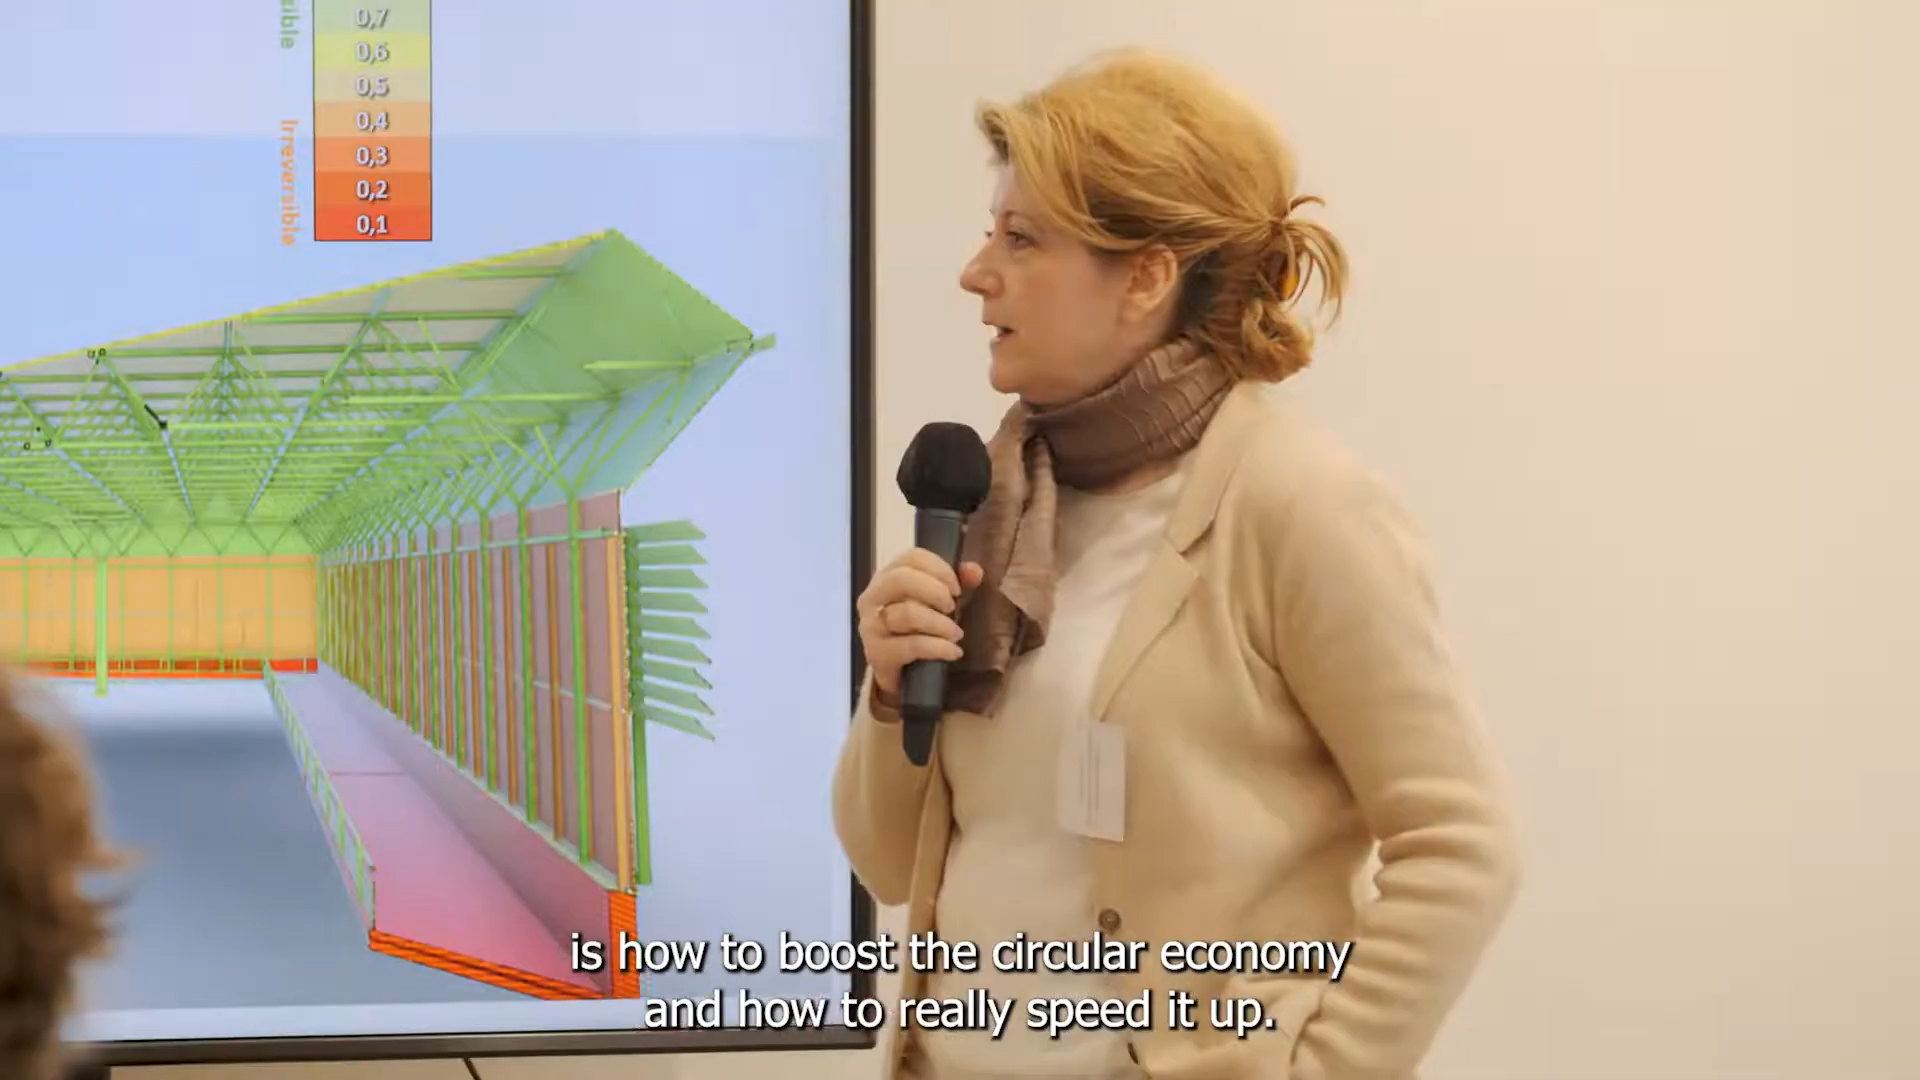 ible
0,7
0,6
0,5
0,4
0,3
0,2
0,1
Irreversible
is how to boost the circular economy
and how to really speed it up.